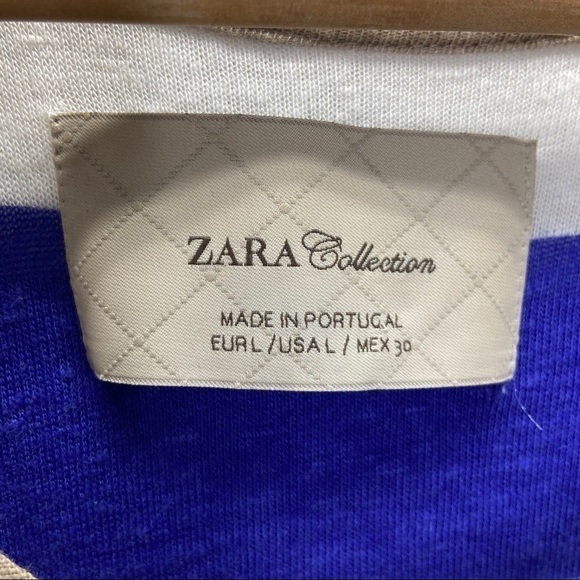 ZARA Collection
MADE IN PORTUGAL
EUR L / USA L / MEX 30